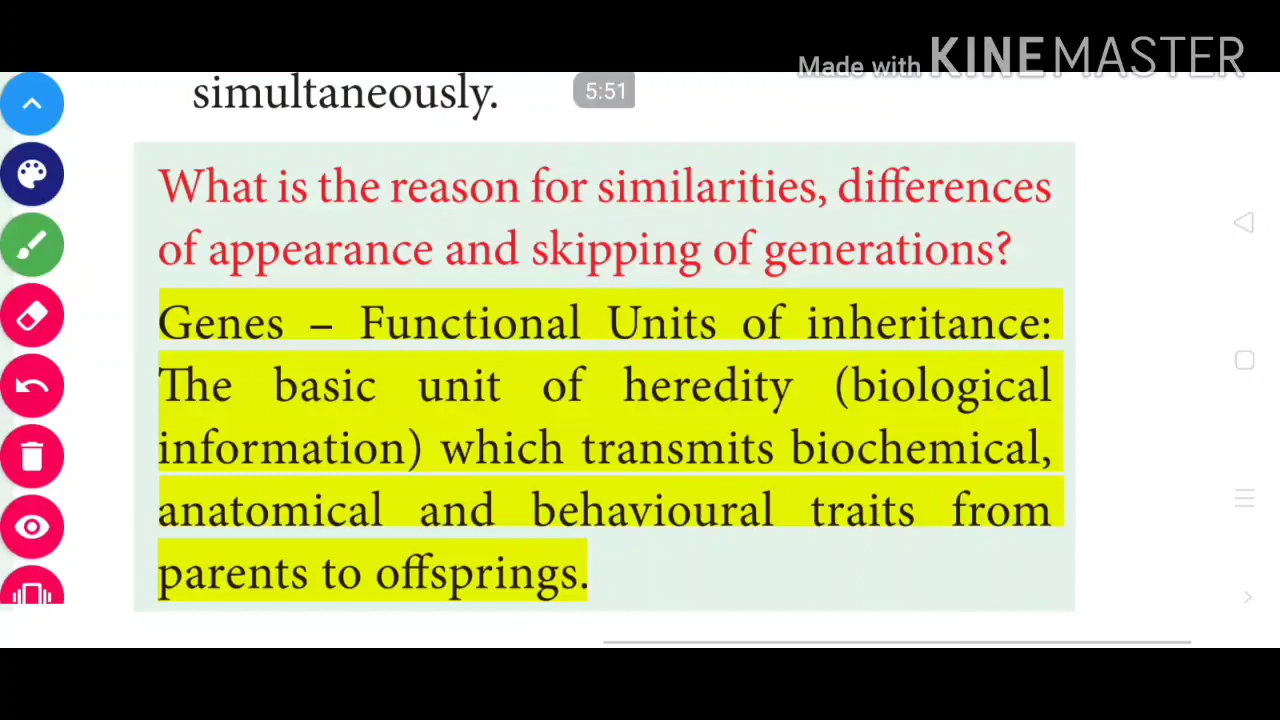 Made with KINEMASTER
simultaneously.
5:51
What is the reason for similarities, differences
of appearance and skipping of generations?
Genes – Functional Units of inheritance:
The basic unit of heredity (biological
information) which transmits biochemical,
anatomical and behavioural traits from
parents to offsprings.